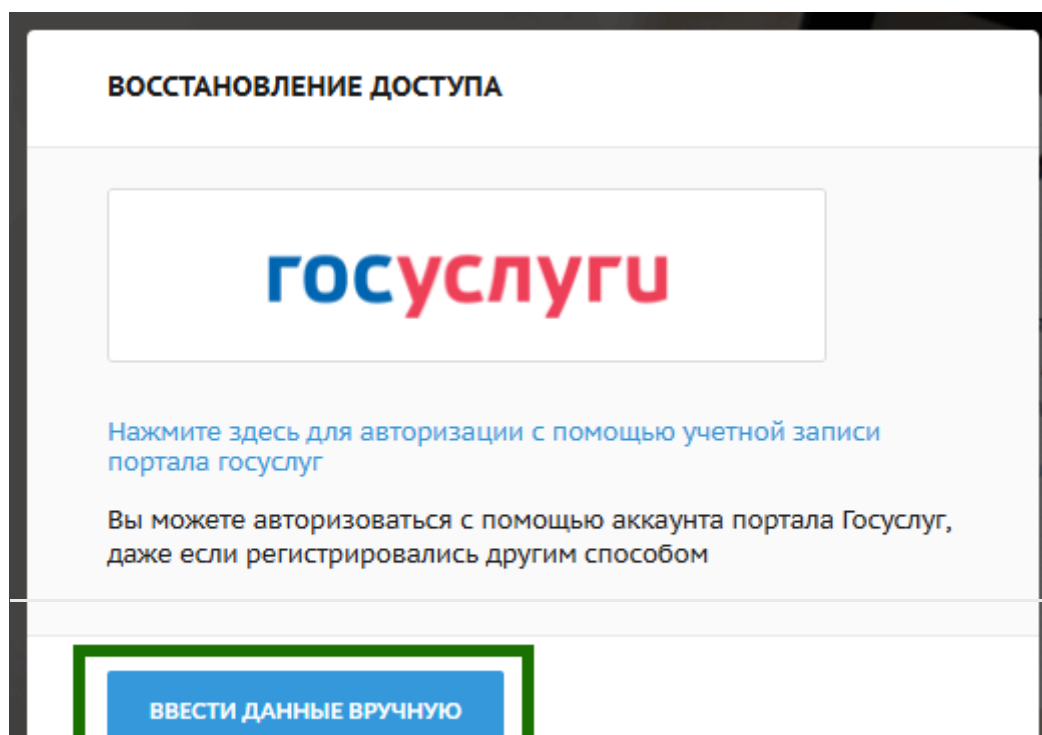 ВОССТАНОВЛЕНИЕ ДОСТУПА
госуслуги
Нажмите здесь для авторизации с помощью учетной записи
портала госуслуг
Вы можете авторизоваться с помощью аккаунта портала Госуслуг,
даже если регистрировались другим способом
ВВЕСТИ ДАННЫЕ ВРУЧНУЮ